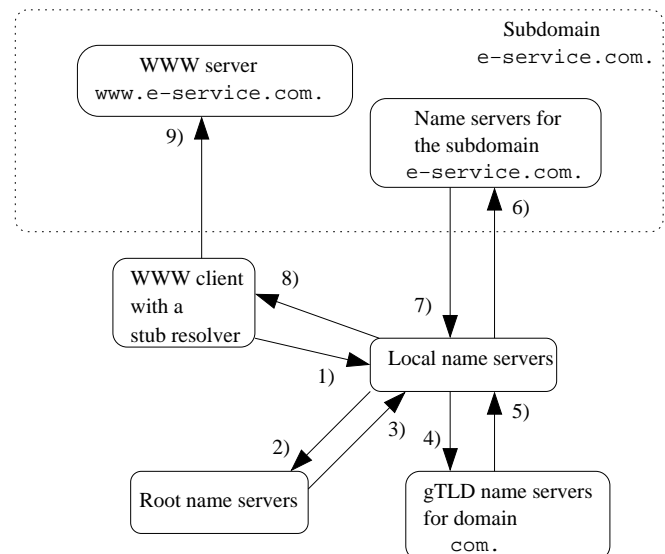 Subdomain
e-service.com.
WWW server
www.e-service.com.
9)
Name servers for
the subdomain
e-service.com.
6)
WWW client
with a
stub resolver
8)
7)
1)
Local name servers
2)
3)
4)
5)
Root name servers
gTLD name servers
for domain
com.